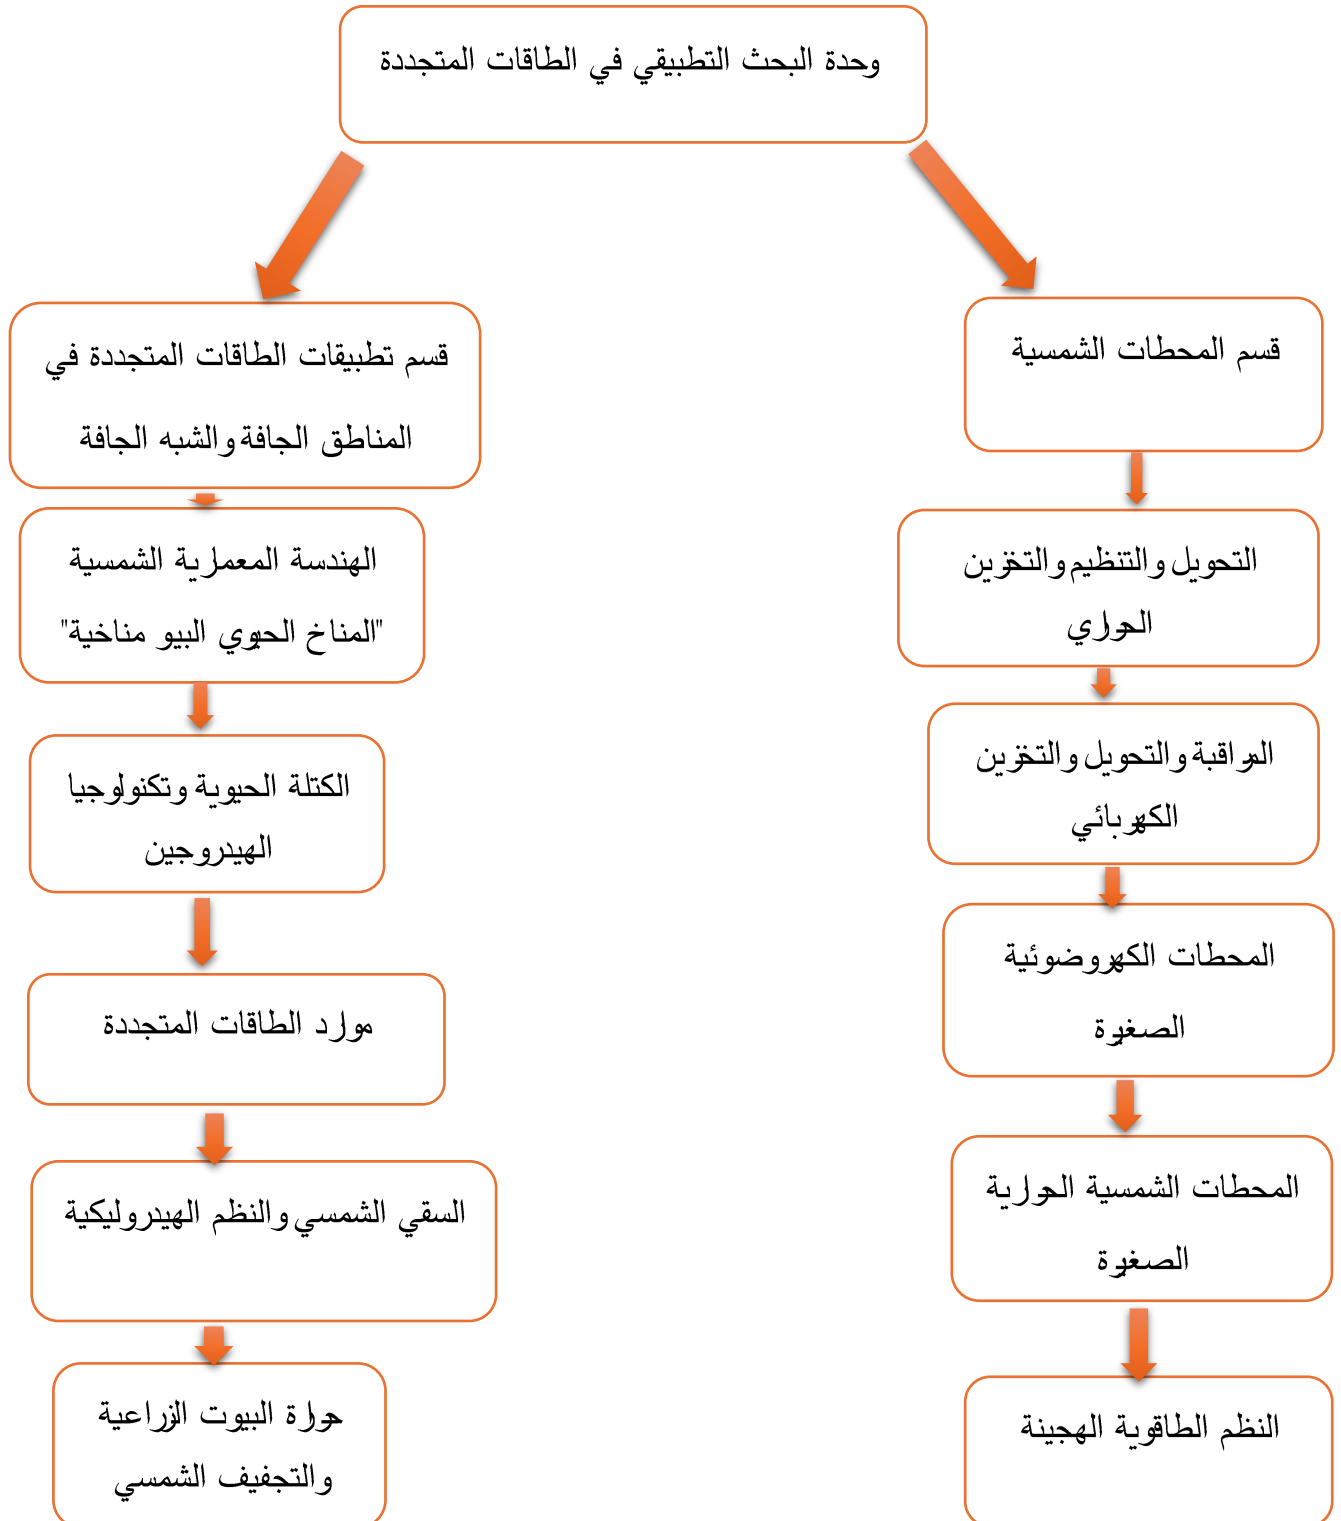 وحدة البحث التطبيقي في الطاقات المتجددة
قسم المحطات الشمسية
التحويل والتنظيم والتخزين
الحراري
المراقبة والتحويل والتخزين
الكهربائي
المحطات الكهروضوئية
الصغيرة
المحطات الشمسية الحرارية
الصغيرة
النظم الطاقوية الهجينة
قسم تطبيقات الطاقات المتجددة في
المناطق الجافة والشبه الجافة
الهندسة المعمارية الشمسية
"المناخ الحيوي البيو مناخية"
الكتلة الحيوية وتكنولوجيا
الهيدروجين
موارد الطاقات المتجددة
السقي الشمسي والنظم الهيدروليكية
حرارة البيوت الزراعية
والتجفيف الشمسي